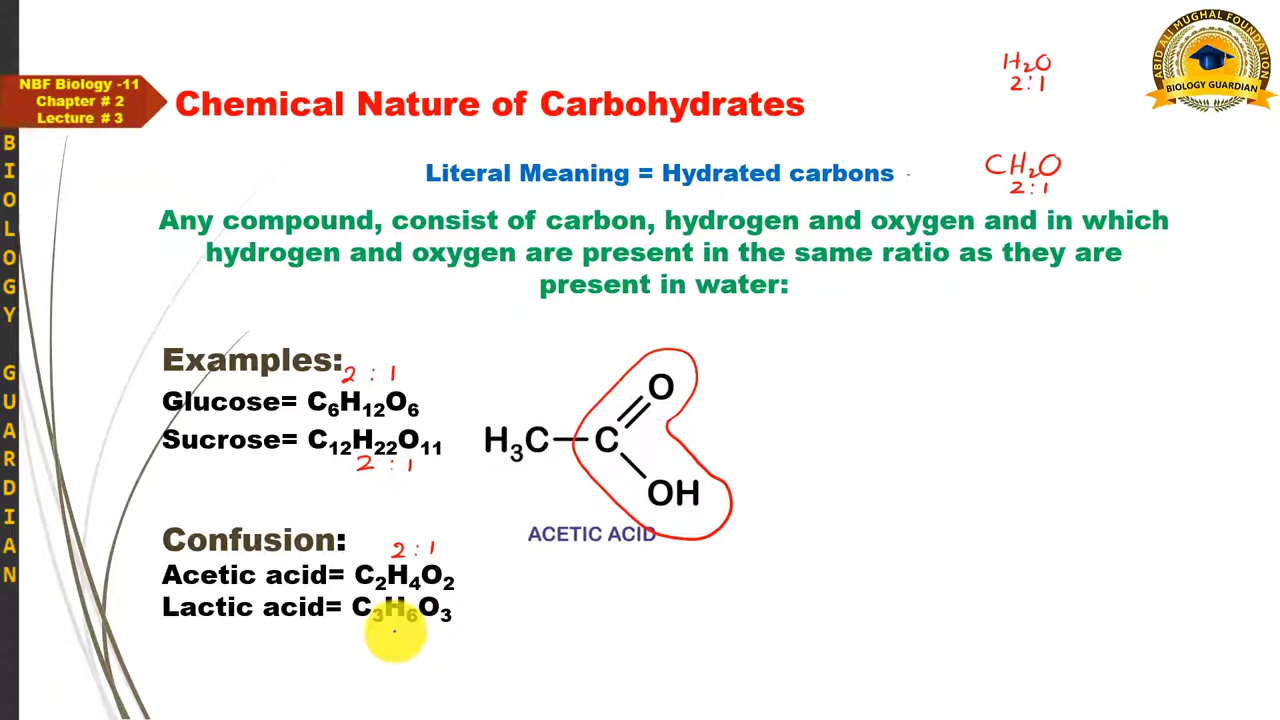 NBF Biology -11
Chapter # 2
Lecture # 3
BIOLOGY GUARDIAN
ABID ALI MUGHAL FOUNDATION
BIOLOGY GUARDIAN
H₂O
2:1
Chemical Nature of Carbohydrates
Literal Meaning = Hydrated carbons
CH₂O
2:1
Any compound, consist of carbon, hydrogen and oxygen and in which
hydrogen and oxygen are present in the same ratio as they are
present in water:
Examples:
2 : 1
Glucose= C₆H₁₂O₆
Sucrose= C₁₂H₂₂O₁₁
2 : 1
O
H₃C C
OH
ACETIC ACID
Confusion:
2 : 1
Acetic acid= C₂H₄O₂
Lactic acid= C₃H₆O₃